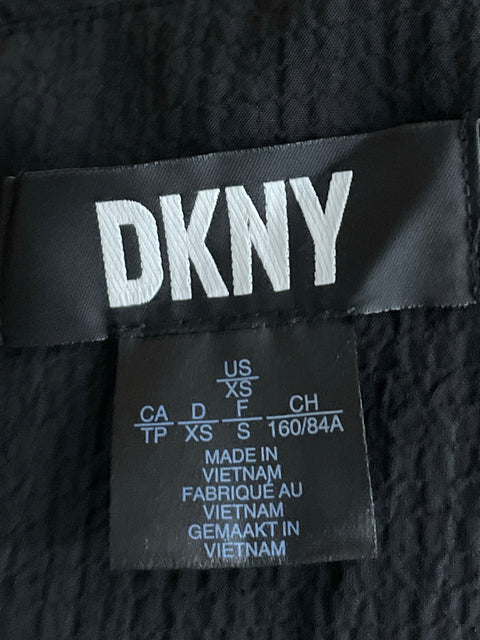 DKNY
US
XS
CA D F CH
TP XS S 160/84A
MADE IN
VIETNAM
FABRIQUÉ AU
VIETNAM
GEMAAKT IN
VIETNAM